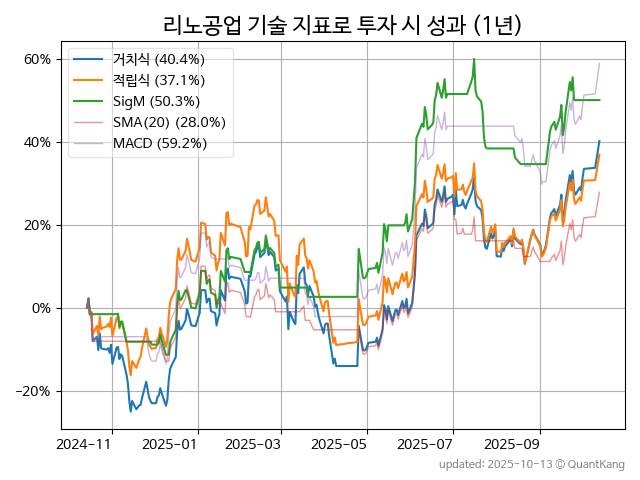 리노공업 기술 지표로 투자 시 성과 (1년)
60%
40%
20%
0%
−20%
거치식 (40.4%)
적립식 (37.1%)
SigM (50.3%)
SMA(20) (28.0%)
MACD (59.2%)
2024-11
2025-01
2025-03
2025-05
2025-07
2025-09
updated: 2025-10-13 © QuantKang